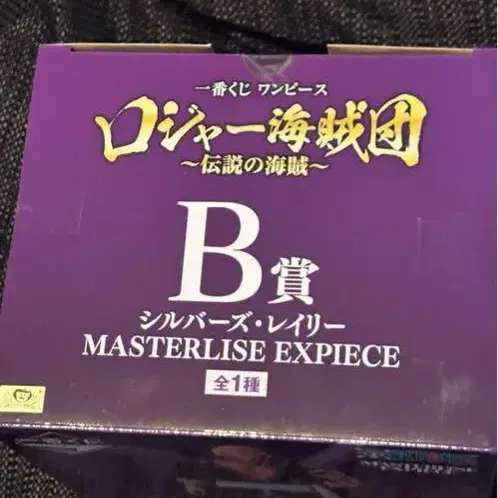 一番くじ ワンピース
ロジャー海賊団
～伝説の海賊～
B賞
シルバーズ・レイリー
MASTERLISE EXPIECE
全1種